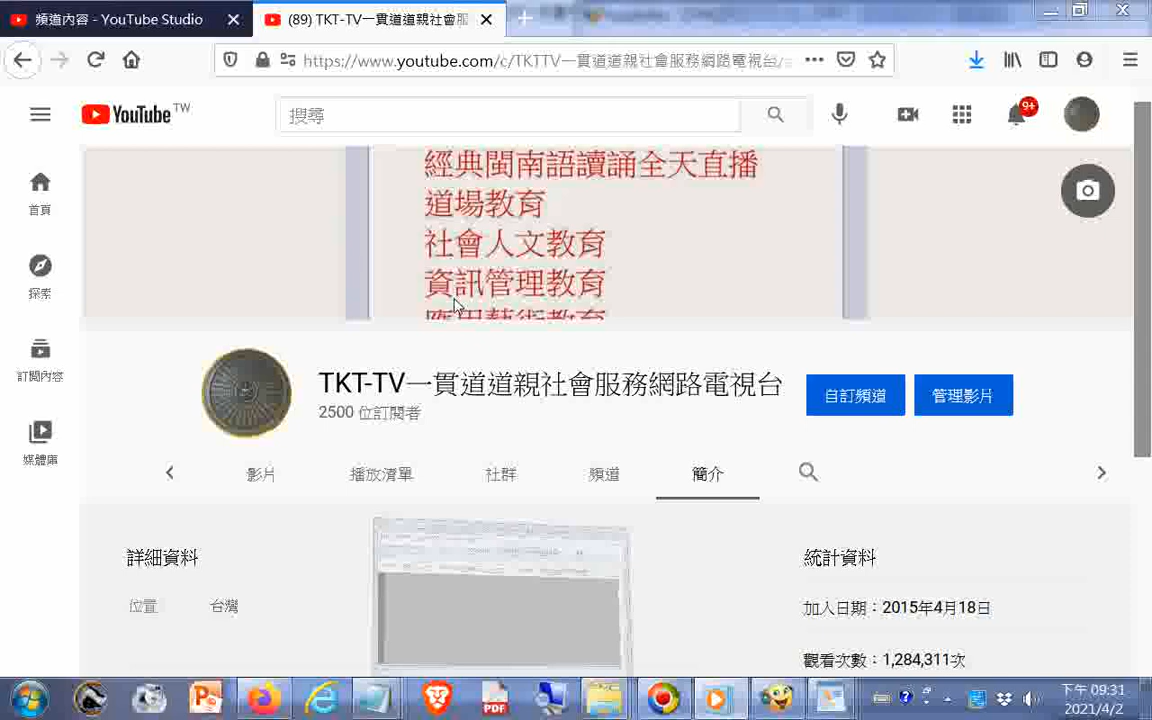 頻道內容 - YouTube Studio
(89) TKT-TV一貫道道親社會服
https://www.youtube.com/c/TKTTV一貫道道親社會服務網路電視台/
YouTube TW
搜尋
9+
首頁
探索
訂閱內容
媒體庫
經典閩南語讀誦全天直播
道場教育
社會人文教育
資訊管理教育
應用藝術教育
TKT-TV一貫道道親社會服務網路電視台
2500 位訂閱者
自訂頻道
管理影片
影片
播放清單
社群
頻道
簡介
詳細資料
位置
台灣
統計資料
加入日期：2015年4月18日
觀看次數：1,284,311次
PDF
下午 09:31
2021/4/2